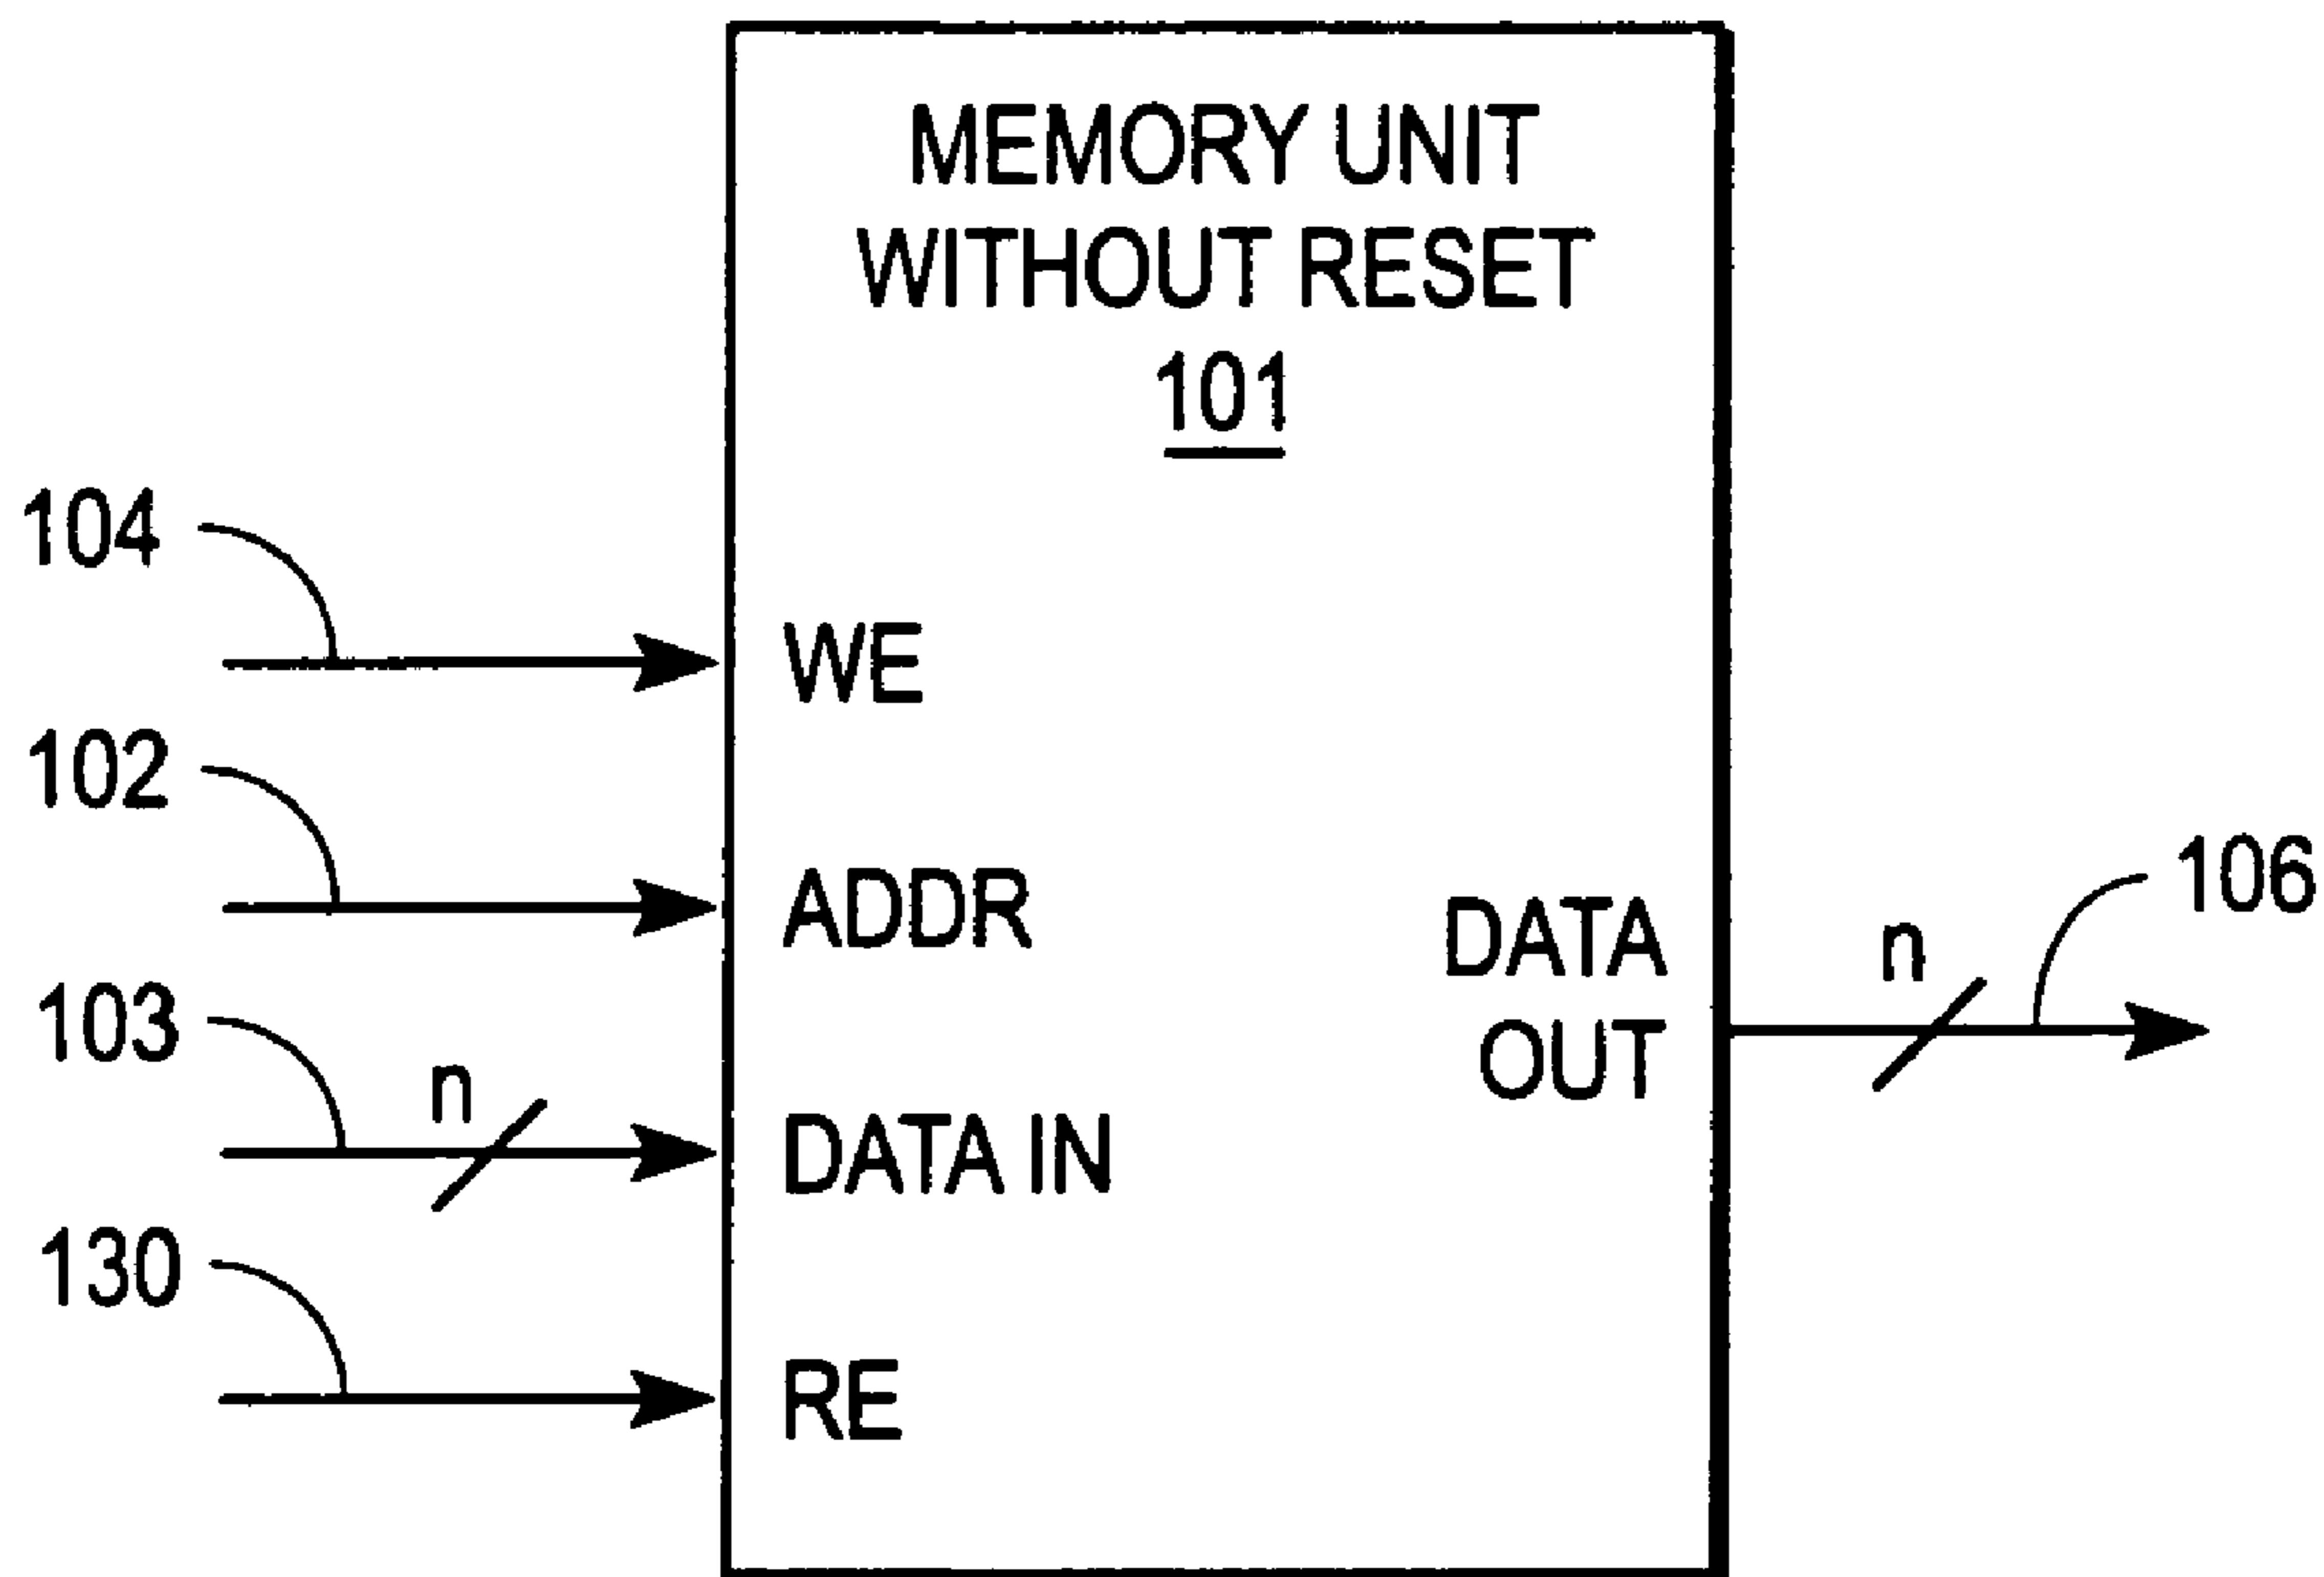 MEMORY UNIT
WITHOUT RESET
101
104
WE
102
ADDR
106
n
DATA
OUT
103
n
DATA IN
130
RE